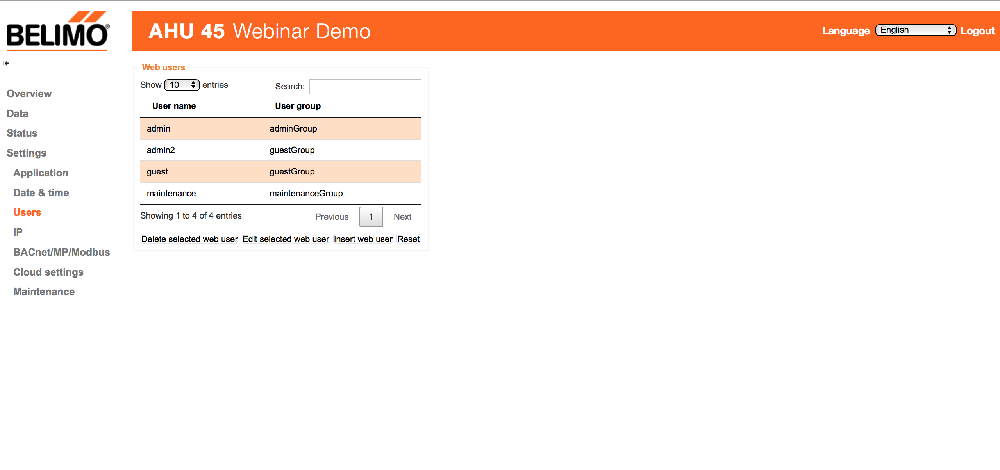 BELIMO®
AHU 45 Webinar Demo
Language English Logout
Overview
Data
Status
Settings
Application
Date & time
Users
IP
BACnet/MP/Modbus
Cloud settings
Maintenance
Web users
Show 10 entries Search:
User name User group
admin adminGroup
admin2 guestGroup
guest guestGroup
maintenance maintenanceGroup
Showing 1 to 4 of 4 entries Previous 1 Next
Delete selected web user Edit selected web user Insert web user Reset